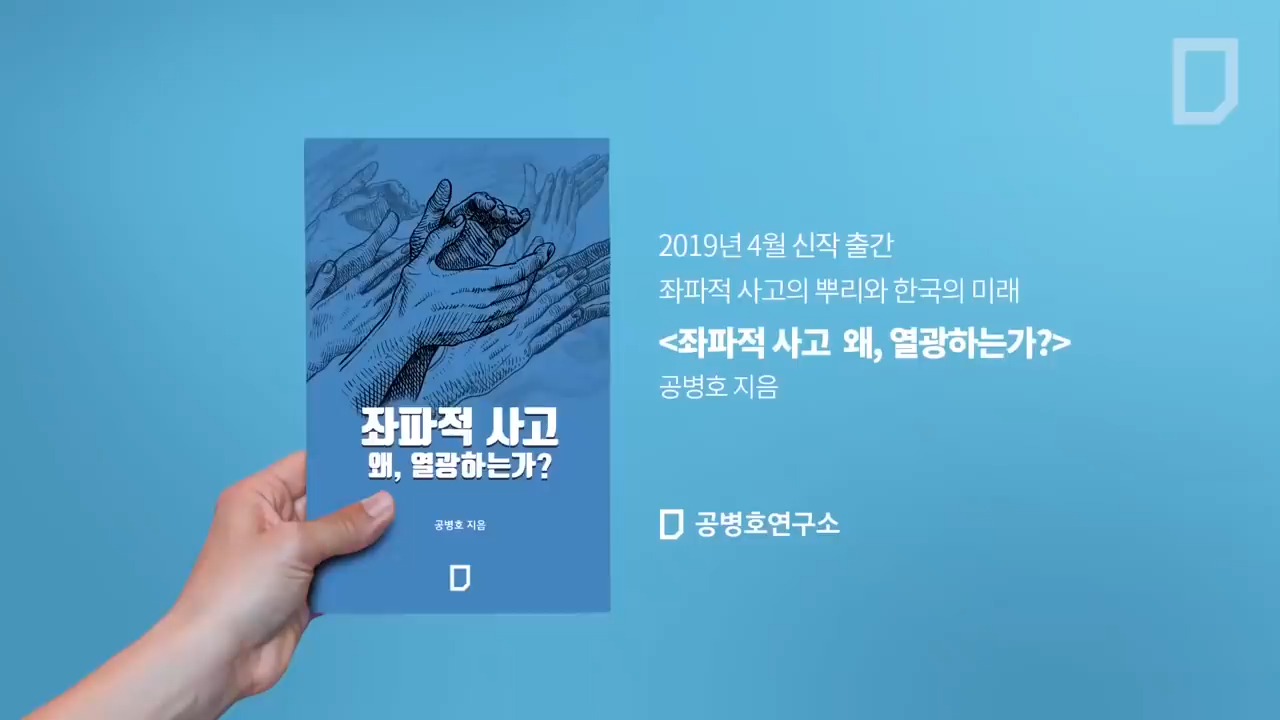 좌파적 사고
왜, 열광하는가?
공병호 지음
2019년 4월 신작 출간
좌파적 사고의 뿌리와 한국의 미래
<좌파적 사고 왜, 열광하는가?>
공병호 지음
공병호연구소